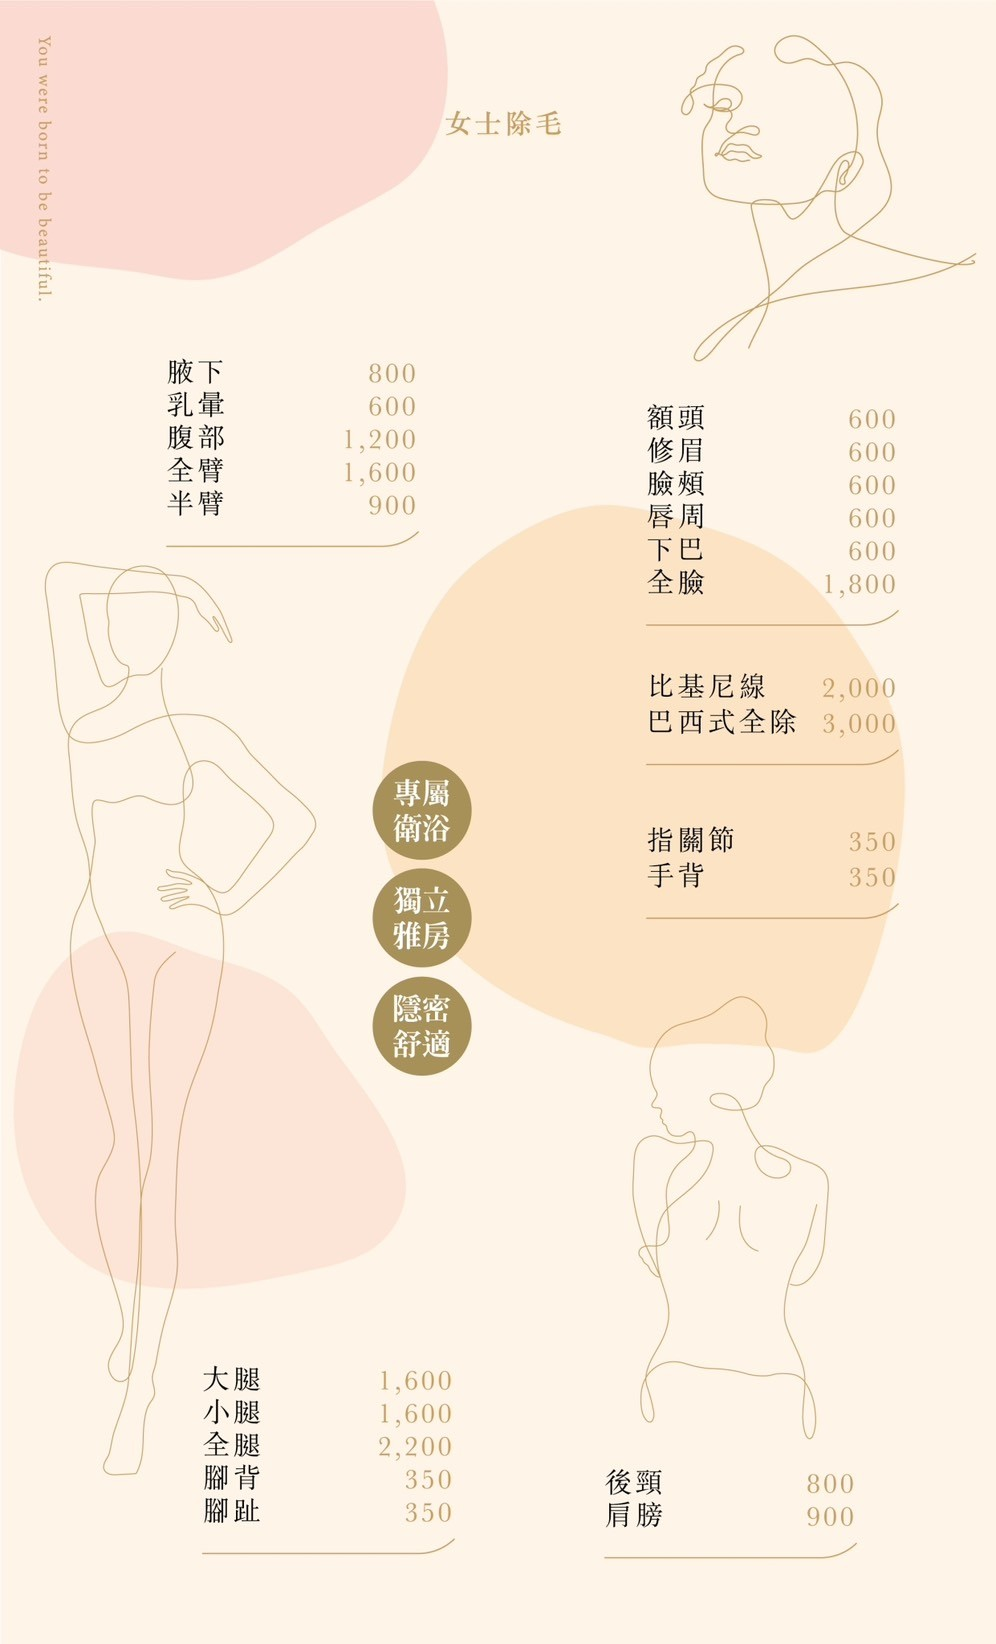 You were born to be beautiful.
女士除毛
腋下 800
乳暈 600
腹部 1,200
全臂 1,600
半臂 900
額頭 600
修眉 600
臉頰 600
唇周 600
下巴 600
全臉 1,800
比基尼線 2,000
巴西式全除 3,000
指關節 350
手背 350
專屬
衛浴
獨立
雅房
隱密
舒適
大腿 1,600
小腿 1,600
全腿 2,200
腳背 350
腳趾 350
後頸 800
肩膀 900